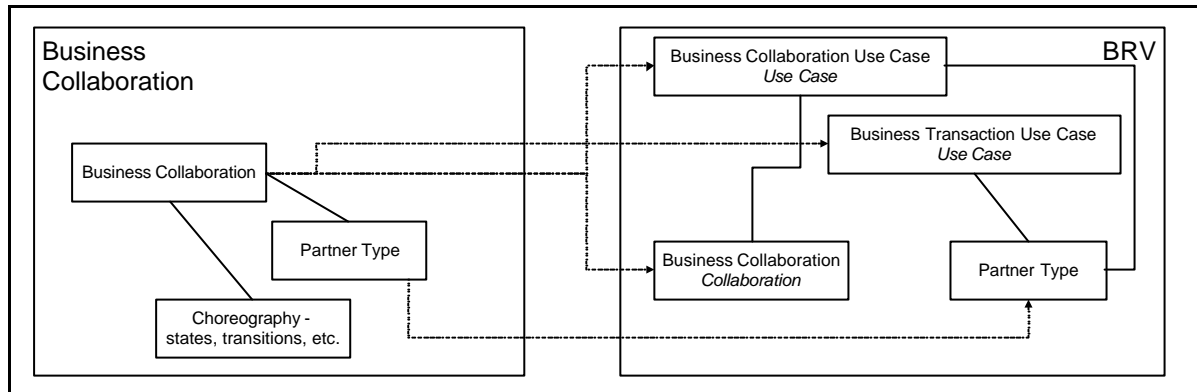 Business
Collaboration
Business Collaboration
Partner Type
Choreography -
states, transitions, etc.
BRV
Business Collaboration Use Case
Use Case
Business Transaction Use Case
Use Case
Business Collaboration
Collaboration
Partner Type